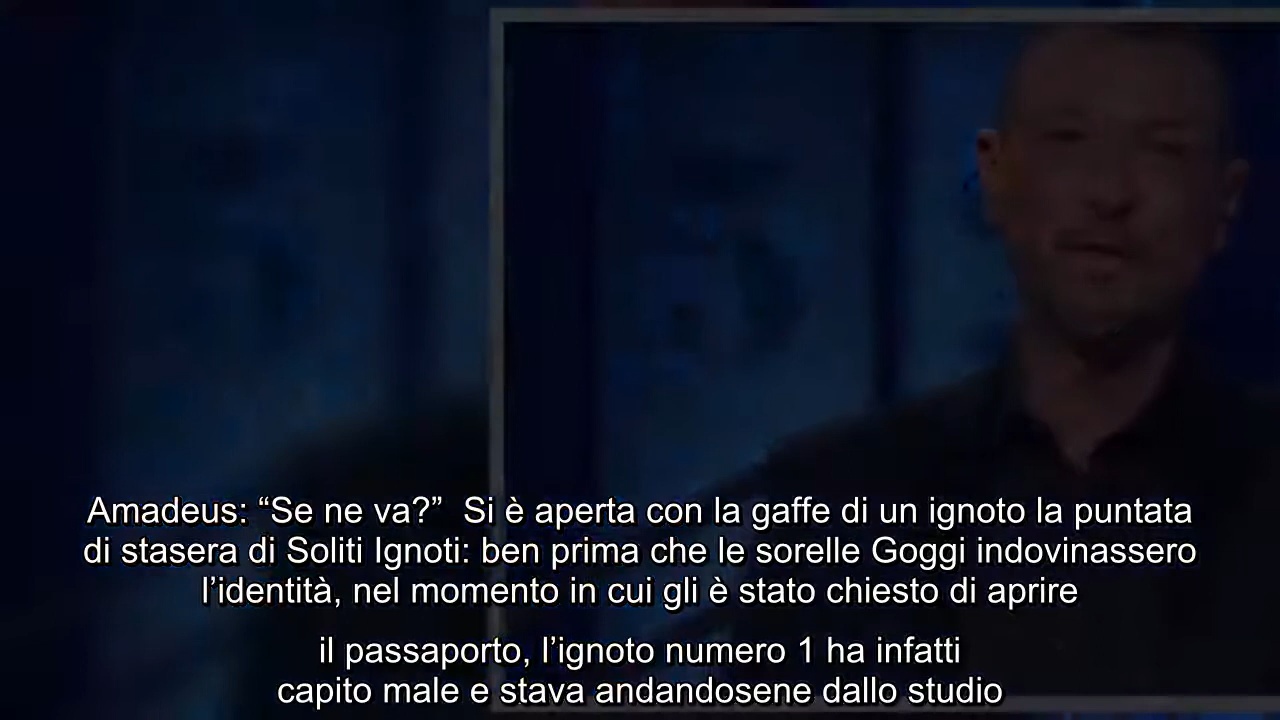 Amadeus: “Se ne va?”  Si è aperta con la gaffe di un ignoto la puntata
di stasera di Soliti Ignoti: ben prima che le sorelle Goggi indovinassero
l’identità, nel momento in cui gli è stato chiesto di aprire
il passaporto, l’ignoto numero 1 ha infatti
capito male e stava andandosene dallo studio